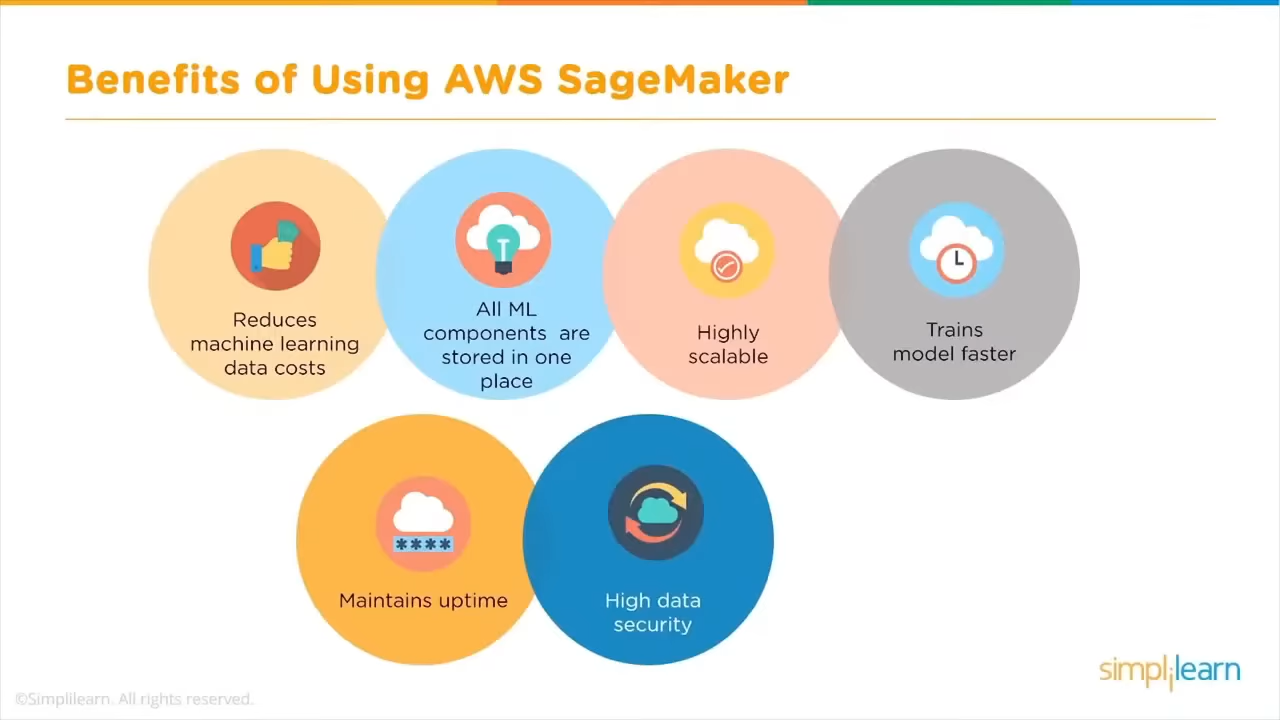 Benefits of Using AWS SageMaker
Reduces
machine learning
data costs
All ML
components are
stored in one
place
Highly
scalable
Trains
model faster
****
Maintains uptime
High data
security
simplilearn
©Simplilearn. All rights reserved.